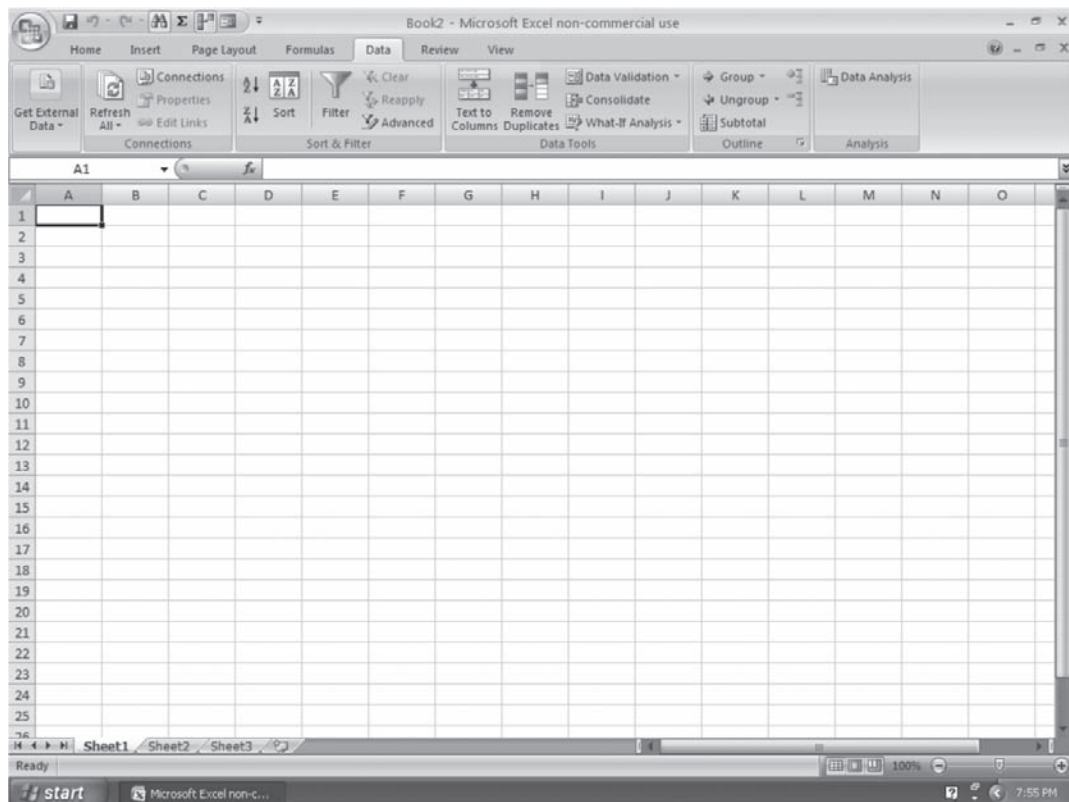 Book2 - Microsoft Excel non-commercial use
Home Insert Page Layout Formulas Data Review View
Get External Data
Refresh All
Connections
Properties
Edit Links
Connections
Sort
Filter
Clear
Reapply
Advanced
Sort & Filter
Text to Columns
Remove Duplicates
Data Validation
Consolidate
What-If Analysis
Data Tools
Group
Ungroup
Subtotal
Outline
Data Analysis
Analysis
A1 fx
A B C D E F G H I J K L M N O
1
2
3
4
5
6
7
8
9
10
11
12
13
14
15
16
17
18
19
20
21
22
23
24
25
26
Sheet1 Sheet2 Sheet3
Ready 100%
start Microsoft Excel non-c... 7:55 PM